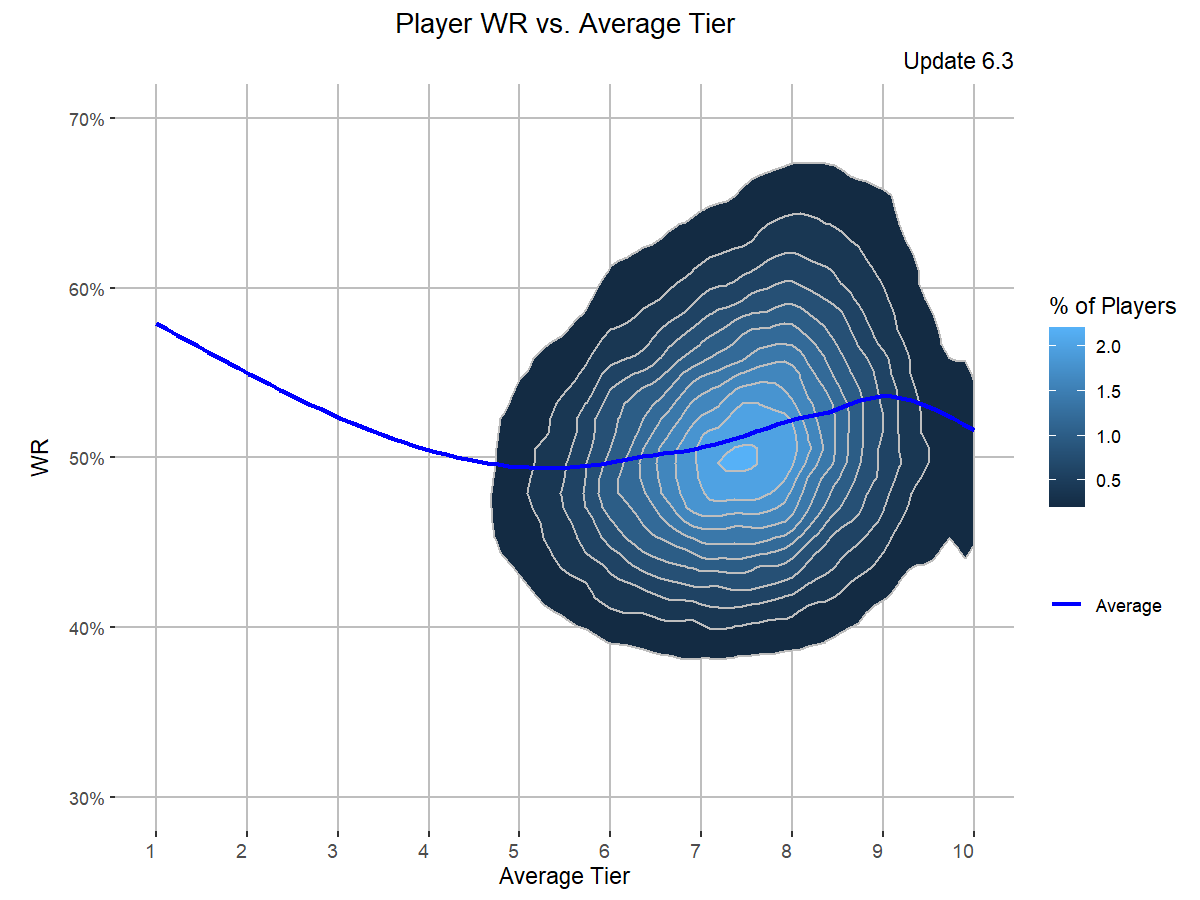 Player WR vs. Average Tier
Update 6.3
70%
60%
50%
40%
30%
WR
1 2 3 4 5 6 7 8 9 10
Average Tier
% of Players
2.0
1.5
1.0
0.5
Average